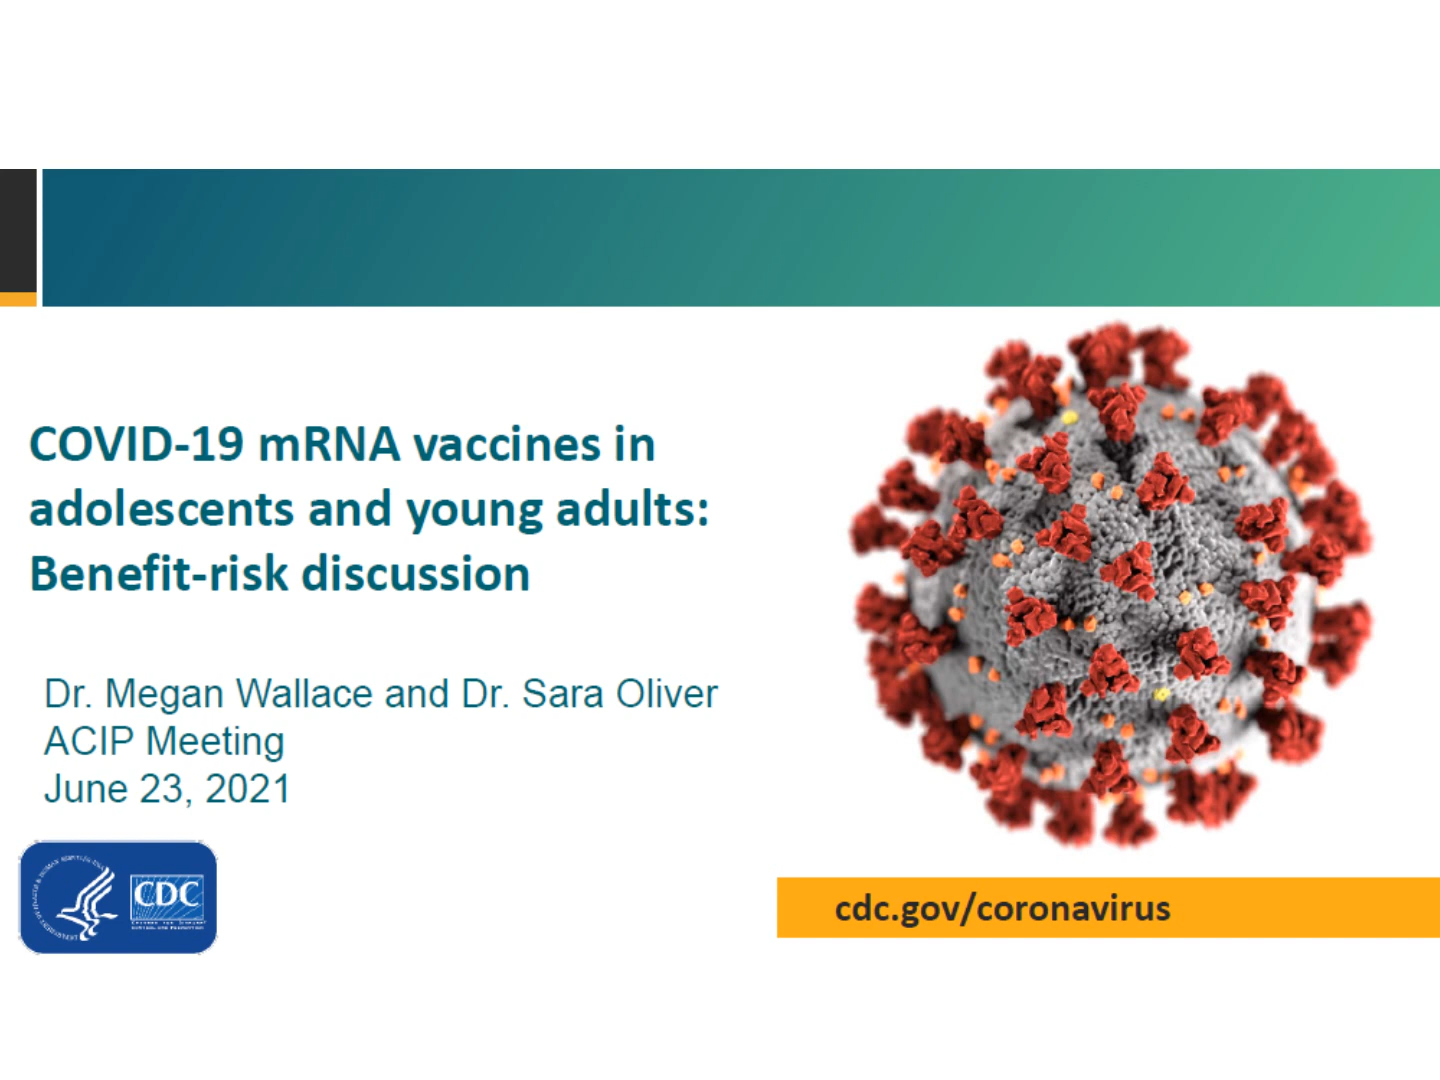 COVID-19 mRNA vaccines in
adolescents and young adults:
Benefit-risk discussion
Dr. Megan Wallace and Dr. Sara Oliver
ACIP Meeting
June 23, 2021
CDC
cdc.gov/coronavirus